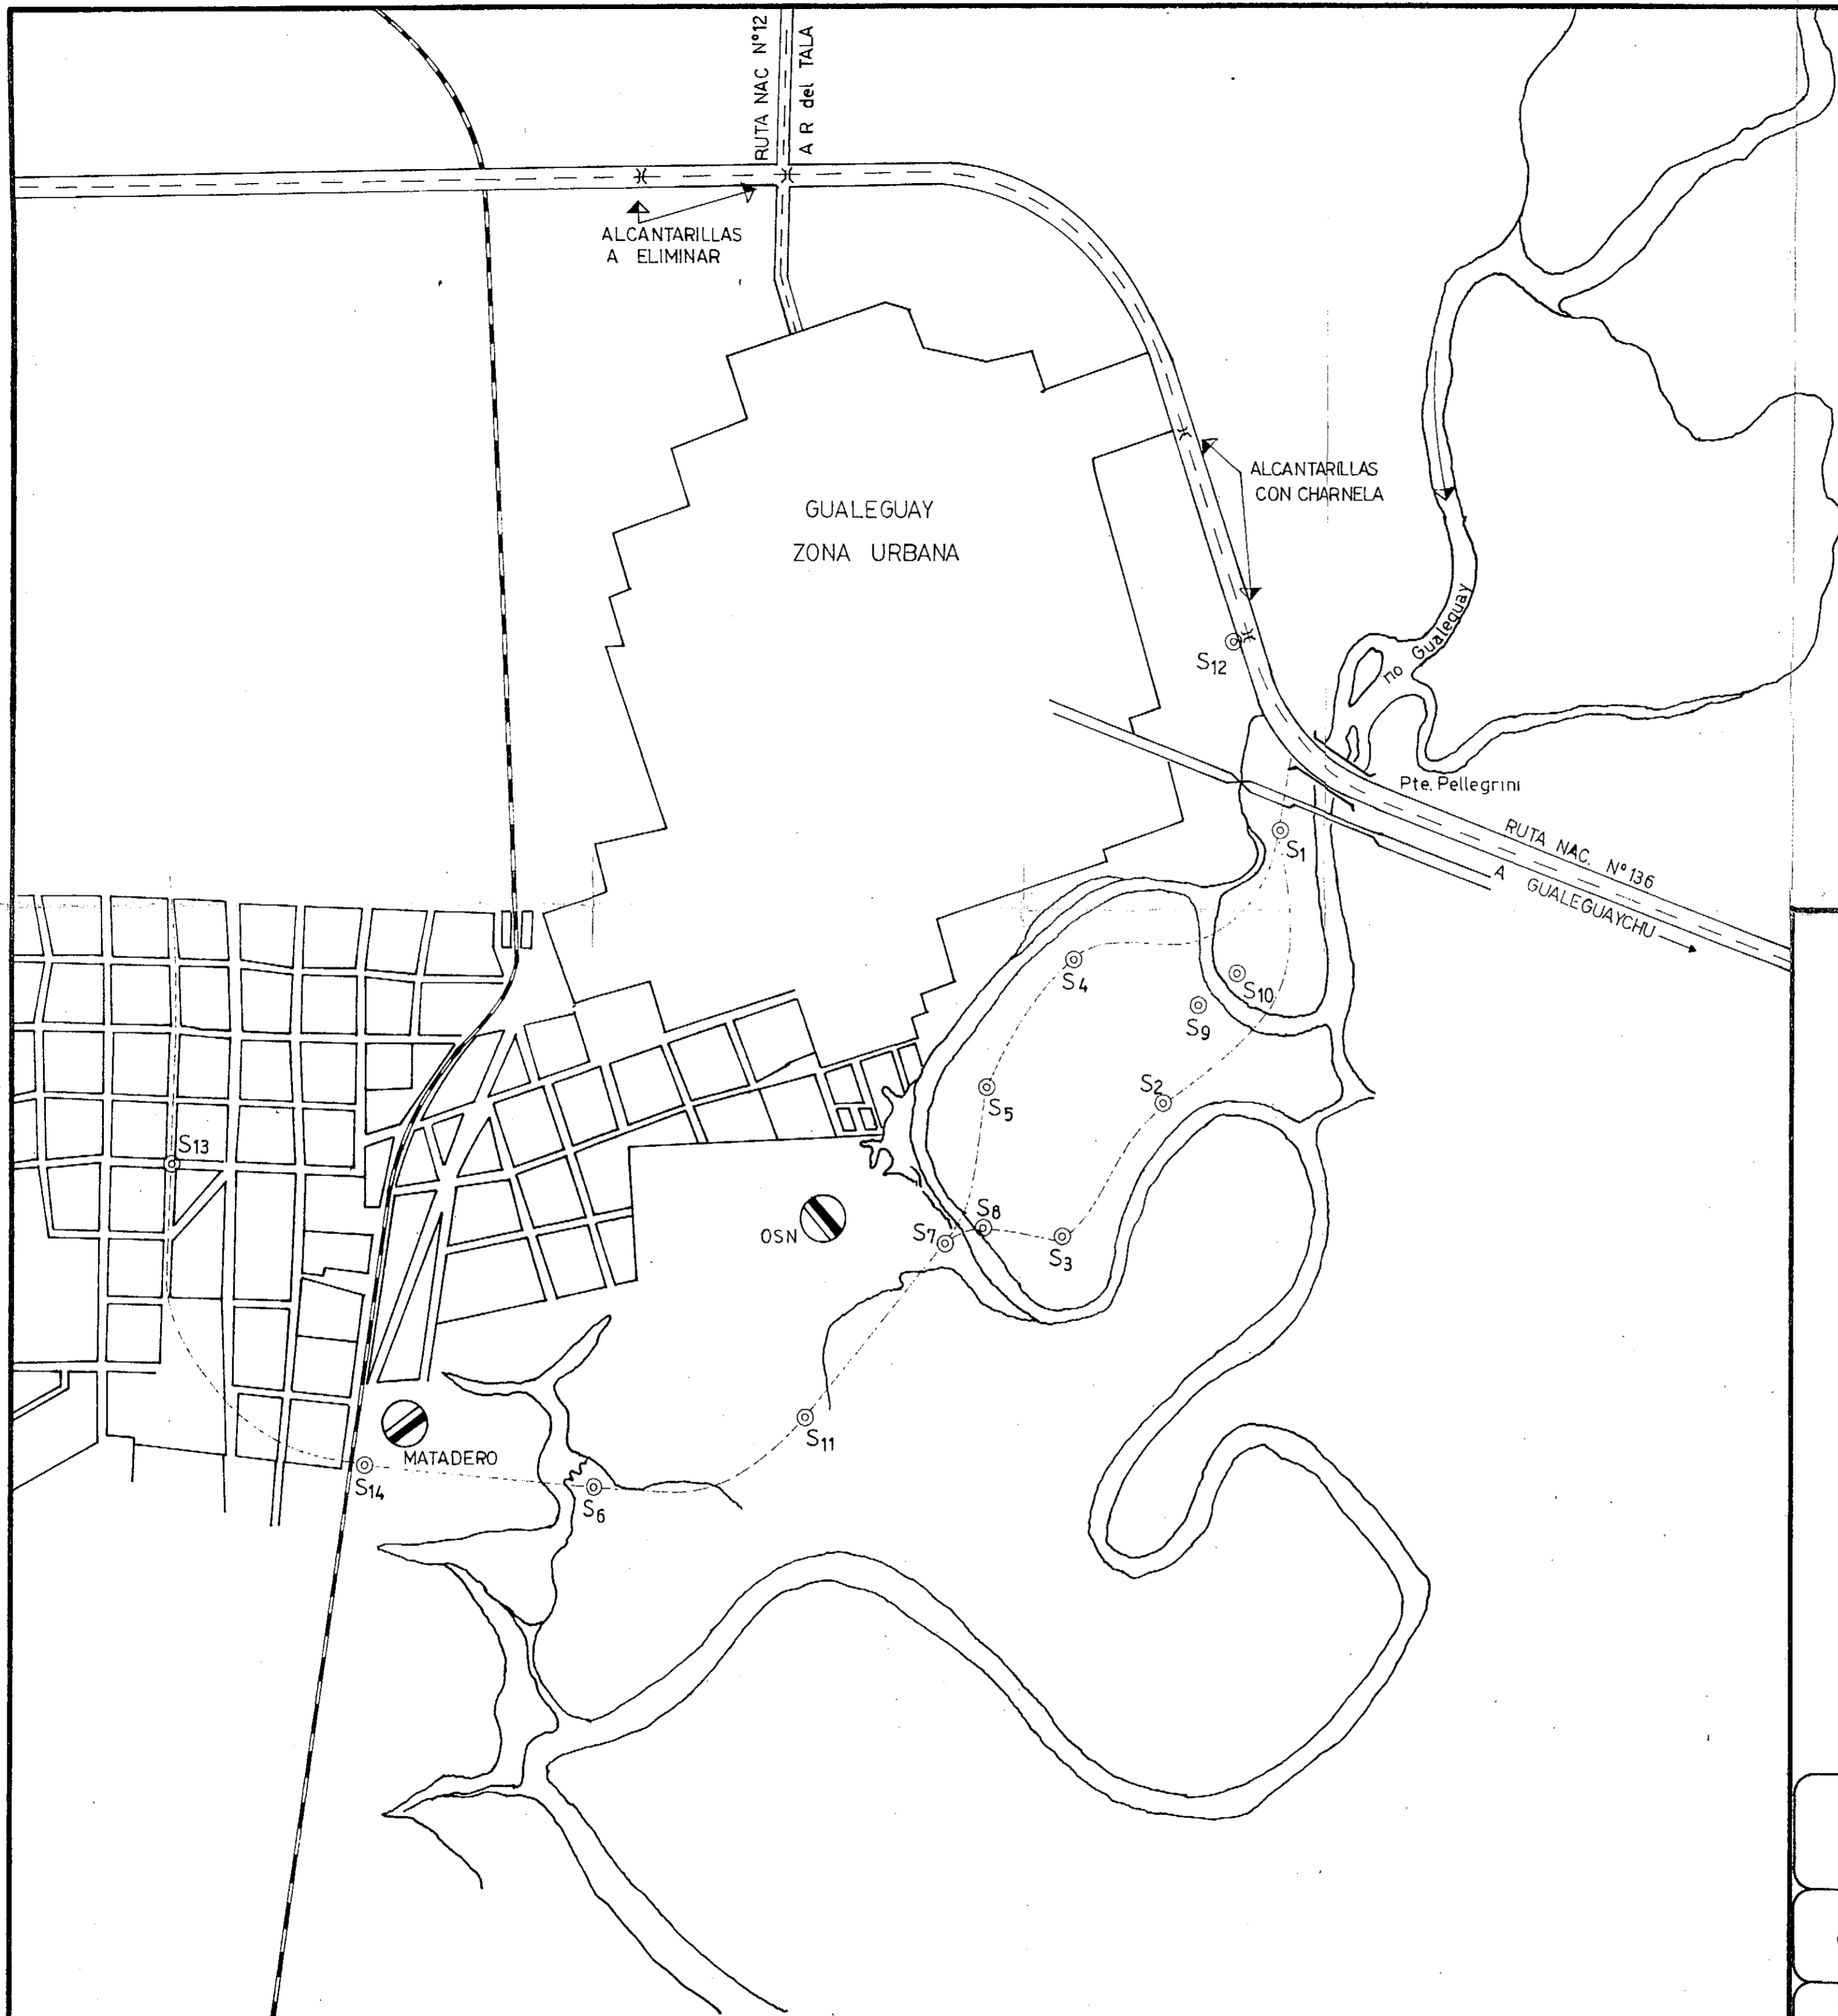 RUTA NAC Nº12
A R del TALA
ALCANTARILLAS
A ELIMINAR
GUALEGUAY
ZONA URBANA
ALCANTARILLAS
CON CHARNELA
rio Gualeguay
S12
Pte. Pellegrini
RUTA NAC. Nº 136
A GUALEGUAYCHU
S1
S4
S10
S9
S2
S5
S13
S8
S7
OSN
S3
S11
MATADERO
S14
S6